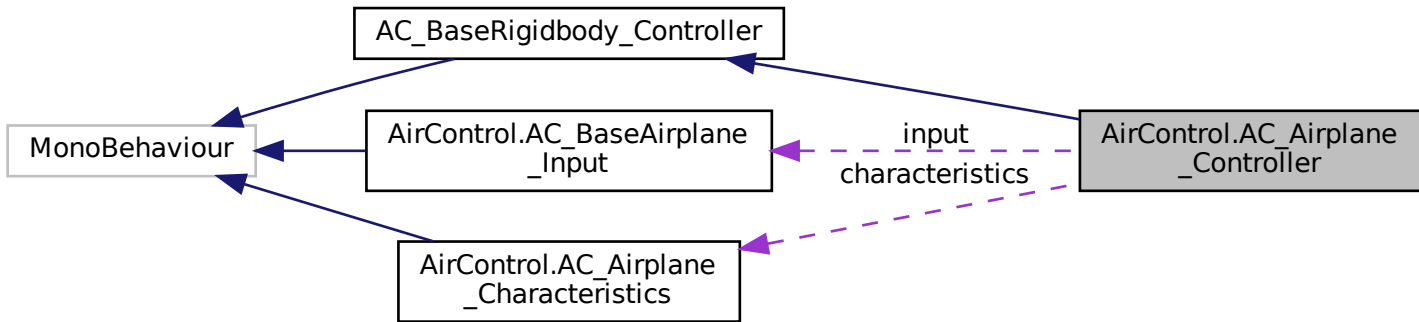 AC_BaseRigidbody_Controller
MonoBehaviour
AirControl.AC_BaseAirplane
_Input
input
characteristics
AirControl.AC_Airplane
_Controller
AirControl.AC_Airplane
_Characteristics